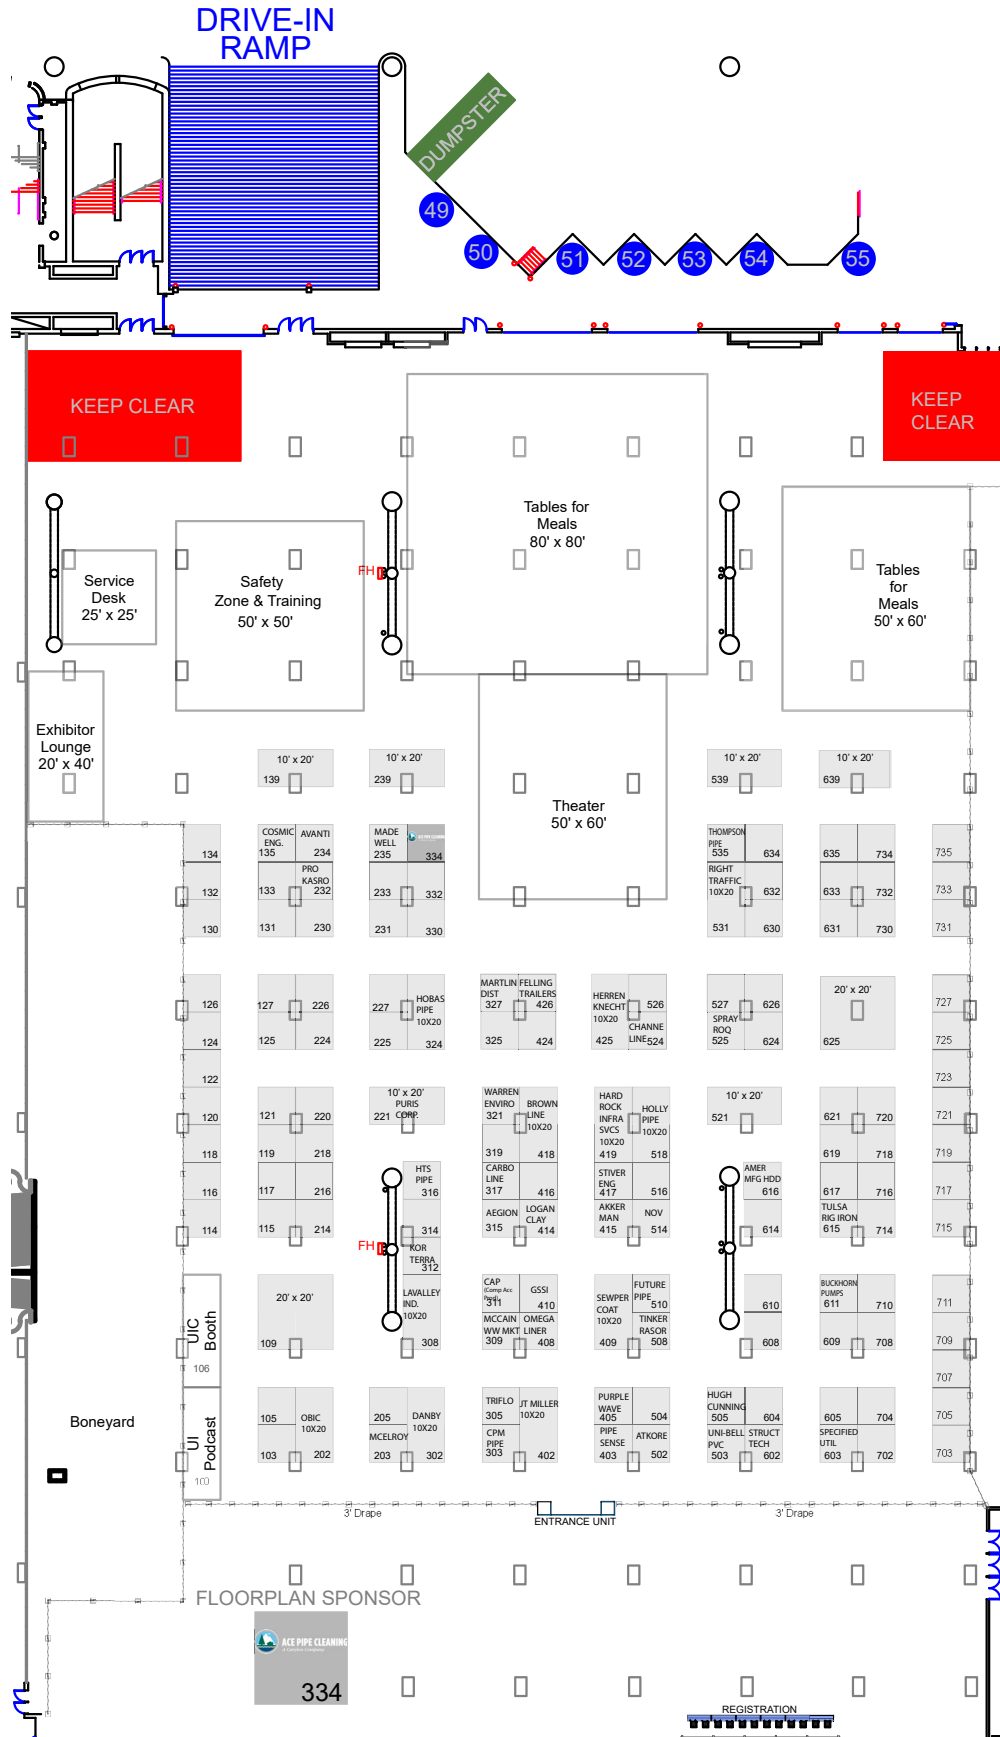 DRIVE-IN
RAMP
DUMPSTER
49
50
51
52
53
54
55
KEEP CLEAR
KEEP
CLEAR
Tables for
Meals
80' x 80'
FH
Service
Desk
25' x 25'
Safety
Zone & Training
50' x 50'
Tables
for
Meals
50' x 60'
Exhibitor
Lounge
20' x 40'
10' x 20'
139
10' x 20'
239
10' x 20'
539
10' x 20'
639
Theater
50' x 60'
134
COSMIC
ENG.
135
AVANTI
234
MADE
WELL
235
334
THOMPSON
PIPE
535
634
635
734
735
132
133
PRO
KASRO
232
233
332
RIGHT
TRAFFIC
10X20
632
633
732
733
130
131
230
231
330
531
630
631
730
731
126
127
226
227
HOBAS
PIPE
10X20
MARTLIN
DIST
327
FELLING
TRAILERS
426
HERREN
KNECHT
10X20
526
527
626
20' x 20'
727
124
125
224
225
324
325
424
425
CHANNE
LINE
524
SPRAY
ROQ
525
624
625
725
122
723
120
121
220
10' x 20'
PURIS
CORP.
221
WARREN
ENVIRO
321
BROWN
LINE
10X20
HARD
ROCK
INFRA
SVCS
10X20
HOLLY
PIPE
10X20
10' x 20'
521
621
720
721
118
119
218
319
418
419
518
619
718
719
116
117
216
HTS
PIPE
316
CARBO
LINE
317
416
STIVER
ENG
417
516
AMER
MFG HDD
616
617
716
717
114
115
214
314
AEGION
315
LOGAN
CLAY
414
AKKER
MAN
415
NOV
514
614
TULSA
RIG IRON
615
714
715
FH
KOR
TERRA
312
UIC
Booth
106
20' x 20'
109
LAVALLEY
IND.
10X20
308
CAP
(Comp Acc
311
GSSI
410
SEWPER
COAT
10X20
409
FUTURE
PIPE
510
610
BUCKHORN
PUMPS
611
710
711
MCCAIN
WW MKT
309
OMEGA
LINER
408
TINKER
RASOR
508
608
609
708
709
707
Boneyard
UI
Podcast
100
105
OBIC
10X20
103
202
205
DANBY
10X20
MCELROY
203
302
TRIFLO
305
JT MILLER
10X20
CPM
PIPE
303
402
PURPLE
WAVE
405
504
PIPE
SENSE
403
ATKORE
502
HUGH
CUNNING
505
604
UNI-BELL
PVC
503
STRUCT
TECH
602
605
704
705
SPECIFIED
UTIL
603
702
703
3' Drape
ENTRANCE UNIT
3' Drape
FLOORPLAN SPONSOR
ACE PIPE CLEANING
334
REGISTRATION